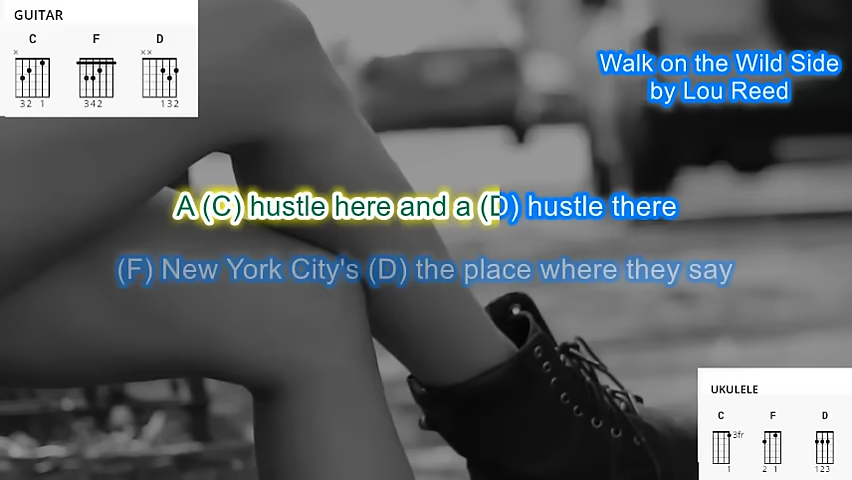 GUITAR
C F D
x xx
32 1 342 132
Walk on the Wild Side
by Lou Reed
A (C) hustle here and a (D) hustle there
(F) New York City's (D) the place where they say
UKULELE
C F D
3fr
1 2 1 123